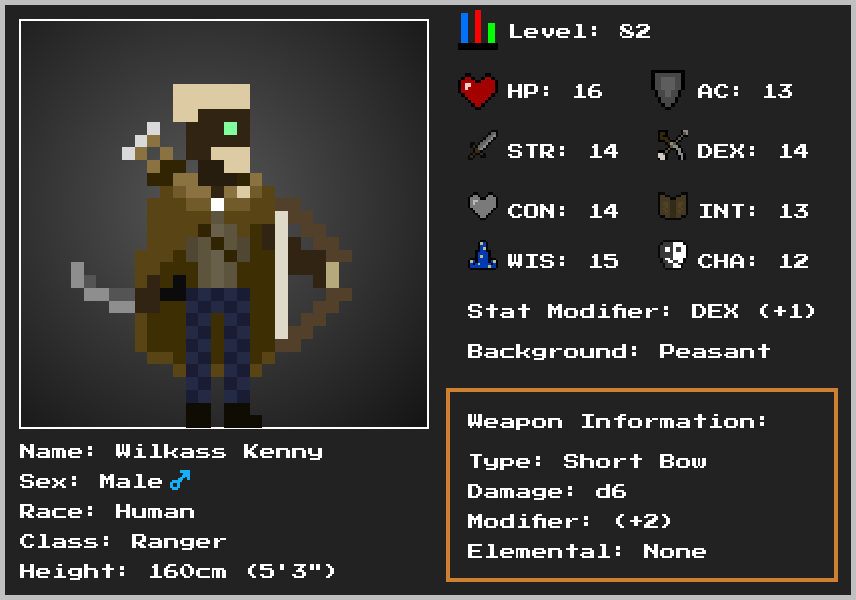 Level: 82
HP: 16
AC: 13
STR: 14
DEX: 14
CON: 14
INT: 13
WIS: 15
CHA: 12
Stat Modifier: DEX (+1)
Background: Peasant
Weapon Information:
Type: Short Bow
Damage: d6
Modifier: (+2)
Elemental: None
Name: Wilkass Kenny
Sex: Male ♂
Race: Human
Class: Ranger
Height: 160cm (5'3")